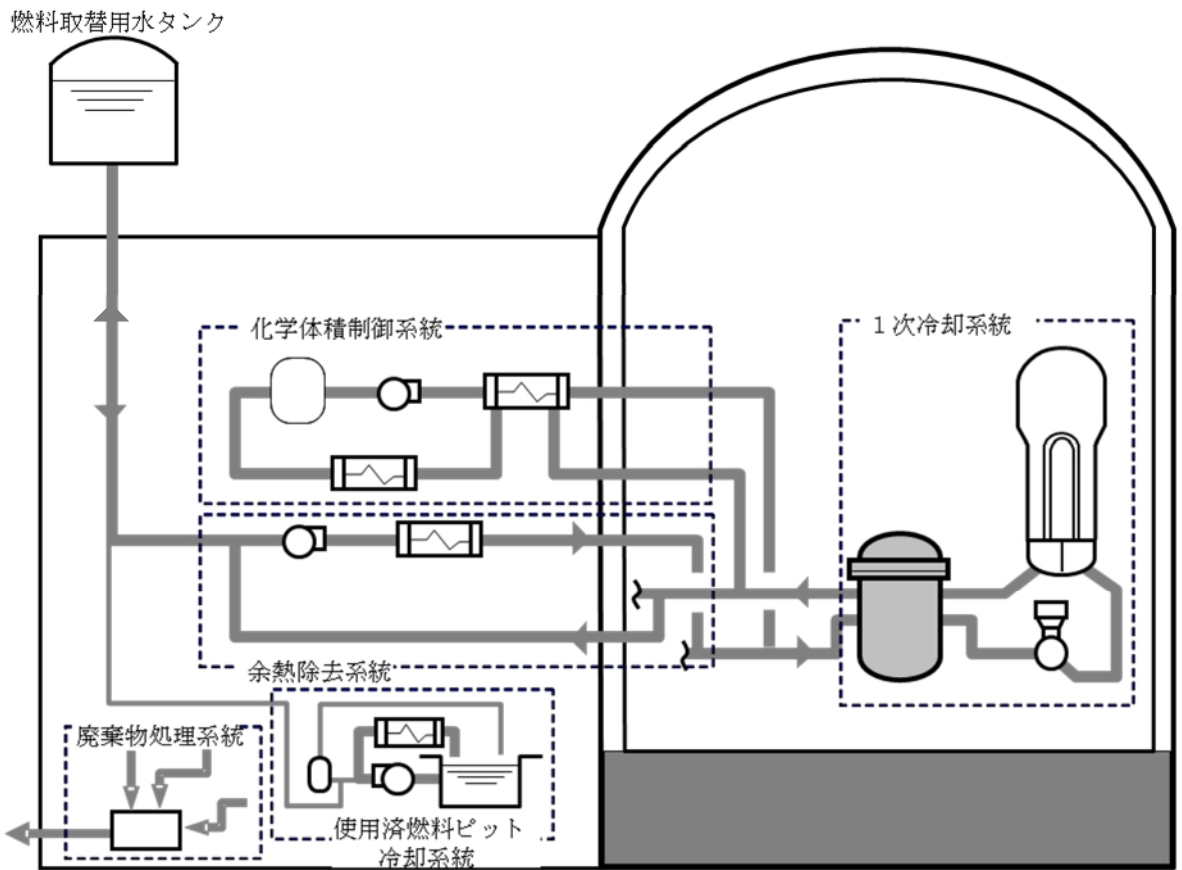 燃料取替用水タンク
化学体積制御系統
１次冷却系統
余熱除去系統
廃棄物処理系統
使用済燃料ピット
冷却系統